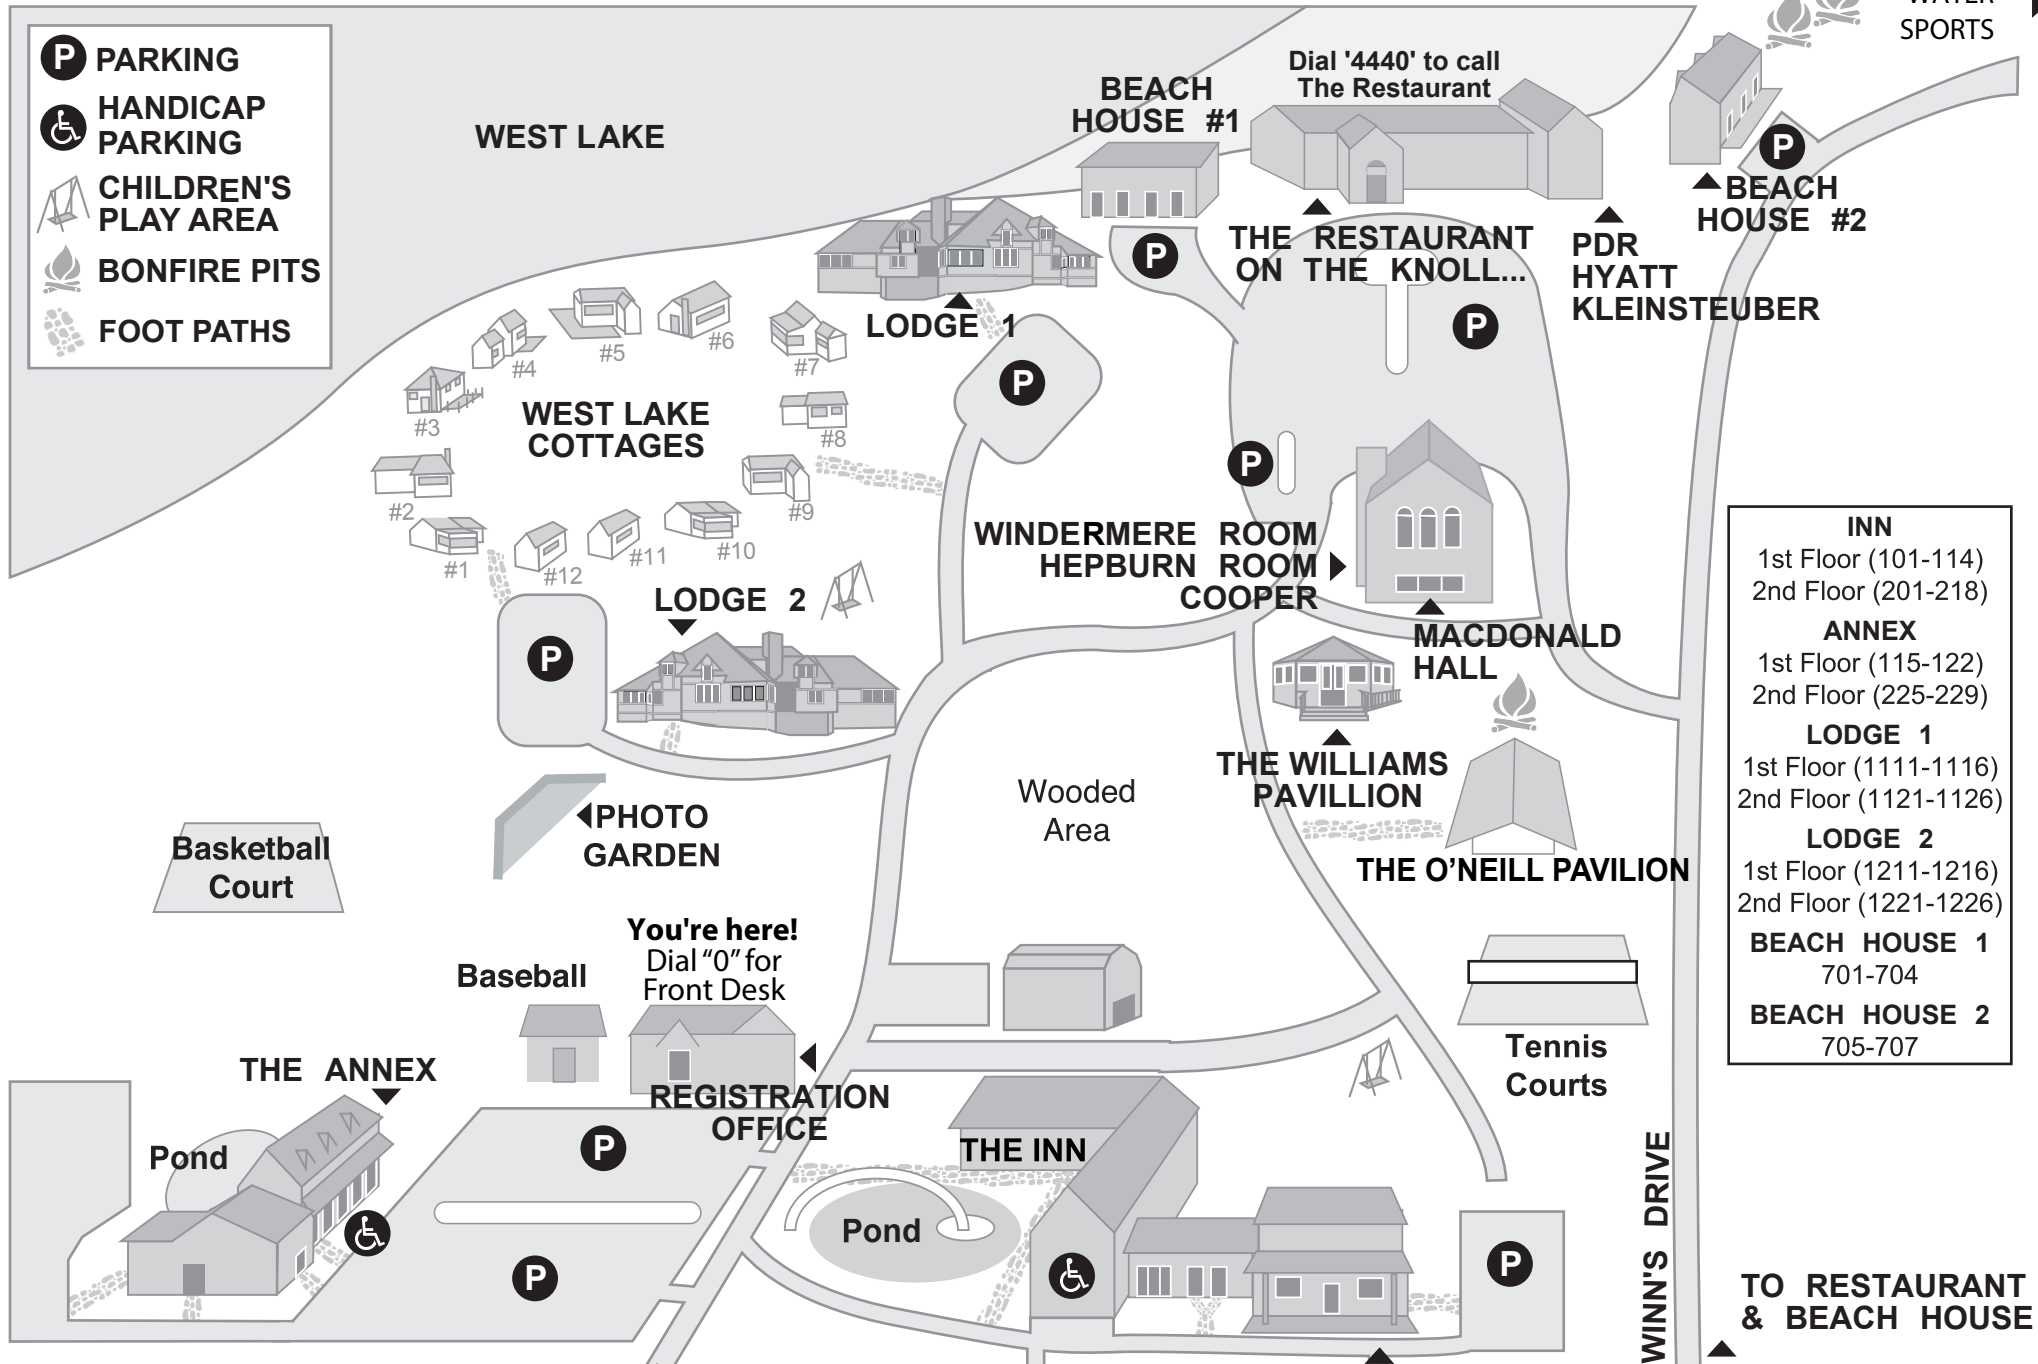 P PARKING
HANDICAP
PARKING
CHILDREN'S
PLAY AREA
BONFIRE PITS
FOOT PATHS
WEST LAKE
BEACH
HOUSE #1
Dial '4440' to call
The Restaurant
WATER
SPORTS
P
BEACH
HOUSE #2
P
THE RESTAURANT
ON THE KNOLL...
PDR
HYATT
KLEINSTEUBER
P
LODGE 1
P
#1
#2
#3
#4
#5
#6
#7
#8
#9
#10
#11
#12
WEST LAKE
COTTAGES
P
WINDERMERE ROOM
HEPBURN ROOM
COOPER
MACDONALD
HALL
LODGE 2
P
THE WILLIAMS
PAVILLION
THE O’NEILL PAVILION
Wooded
Area
PHOTO
GARDEN
Basketball
Court
You're here!
Dial “0” for
Front Desk
Baseball
REGISTRATION
OFFICE
THE ANNEX
Pond
P
P
THE INN
Pond
P
Tennis
Courts
WINN'S DRIVE
TO RESTAURANT
& BEACH HOUSE
INN
1st Floor (101-114)
2nd Floor (201-218)
ANNEX
1st Floor (115-122)
2nd Floor (225-229)
LODGE 1
1st Floor (1111-1116)
2nd Floor (1121-1126)
LODGE 2
1st Floor (1211-1216)
2nd Floor (1221-1226)
BEACH HOUSE 1
701-704
BEACH HOUSE 2
705-707